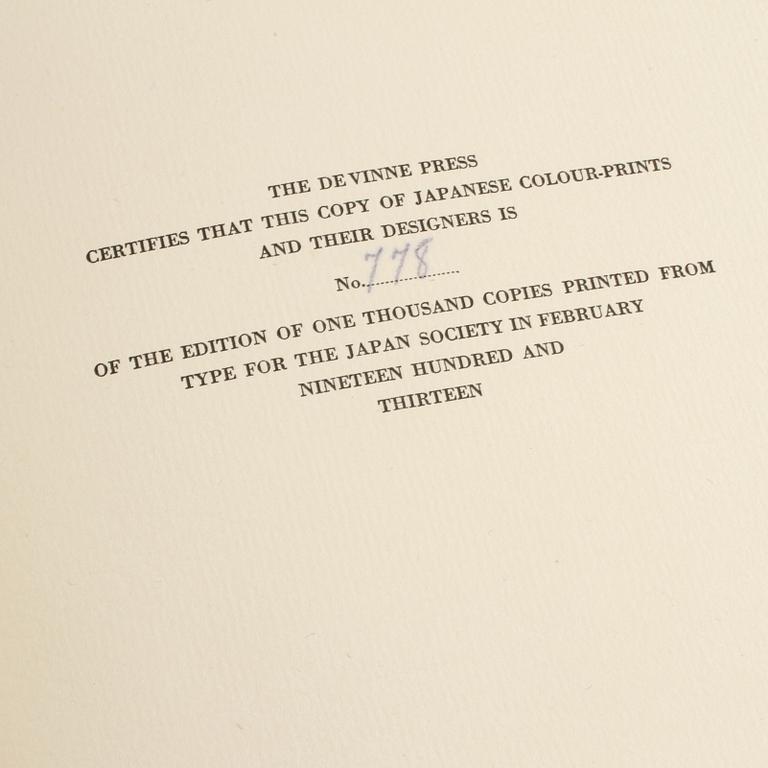 THE DE VINNE PRESS
CERTIFIES THAT THIS COPY OF JAPANESE COLOUR-PRINTS
AND THEIR DESIGNERS IS
No. 778
OF THE EDITION OF ONE THOUSAND COPIES PRINTED FROM
TYPE FOR THE JAPAN SOCIETY IN FEBRUARY
NINETEEN HUNDRED AND
THIRTEEN